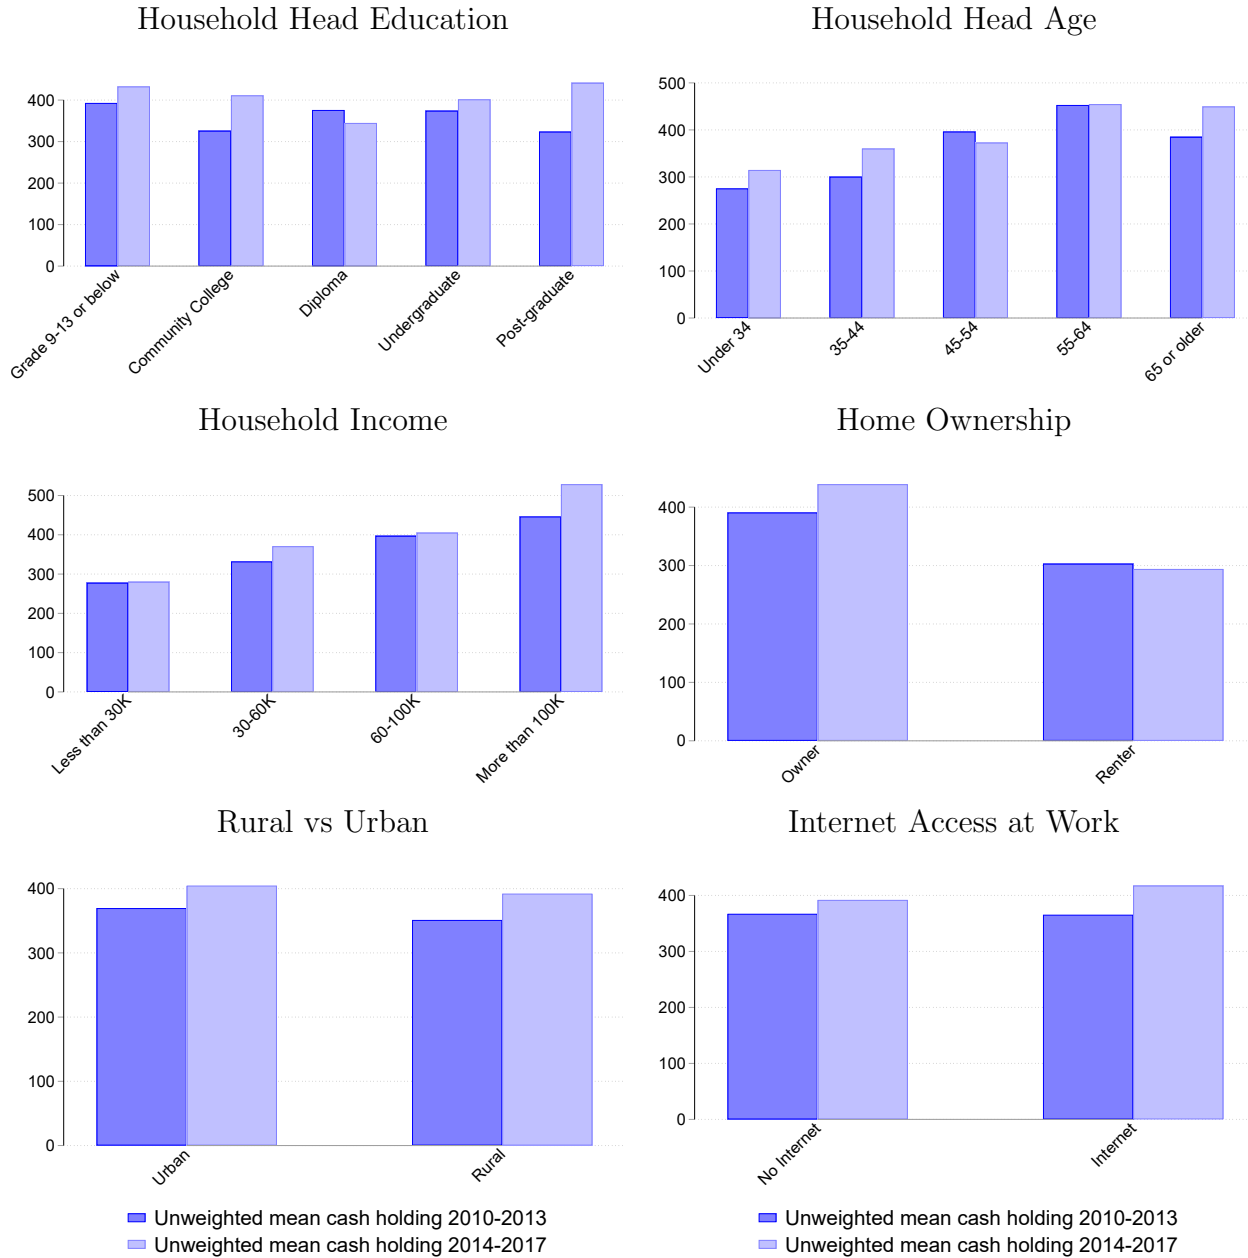 Household Head Education
400
300
200
100
0
Grade 9-13 or below
Community College
Diploma
Undergraduate
Post-graduate
Household Head Age
500
400
300
200
100
0
Under 34
35-44
45-54
55-64
65 or older
Household Income
500
400
300
200
100
0
Less than 30K
30-60K
60-100K
More than 100K
Home Ownership
400
300
200
100
0
Owner
Renter
Rural vs Urban
400
300
200
100
0
Urban
Rural
Unweighted mean cash holding 2010-2013
Unweighted mean cash holding 2014-2017
Internet Access at Work
400
300
200
100
0
No Internet
Internet
Unweighted mean cash holding 2010-2013
Unweighted mean cash holding 2014-2017